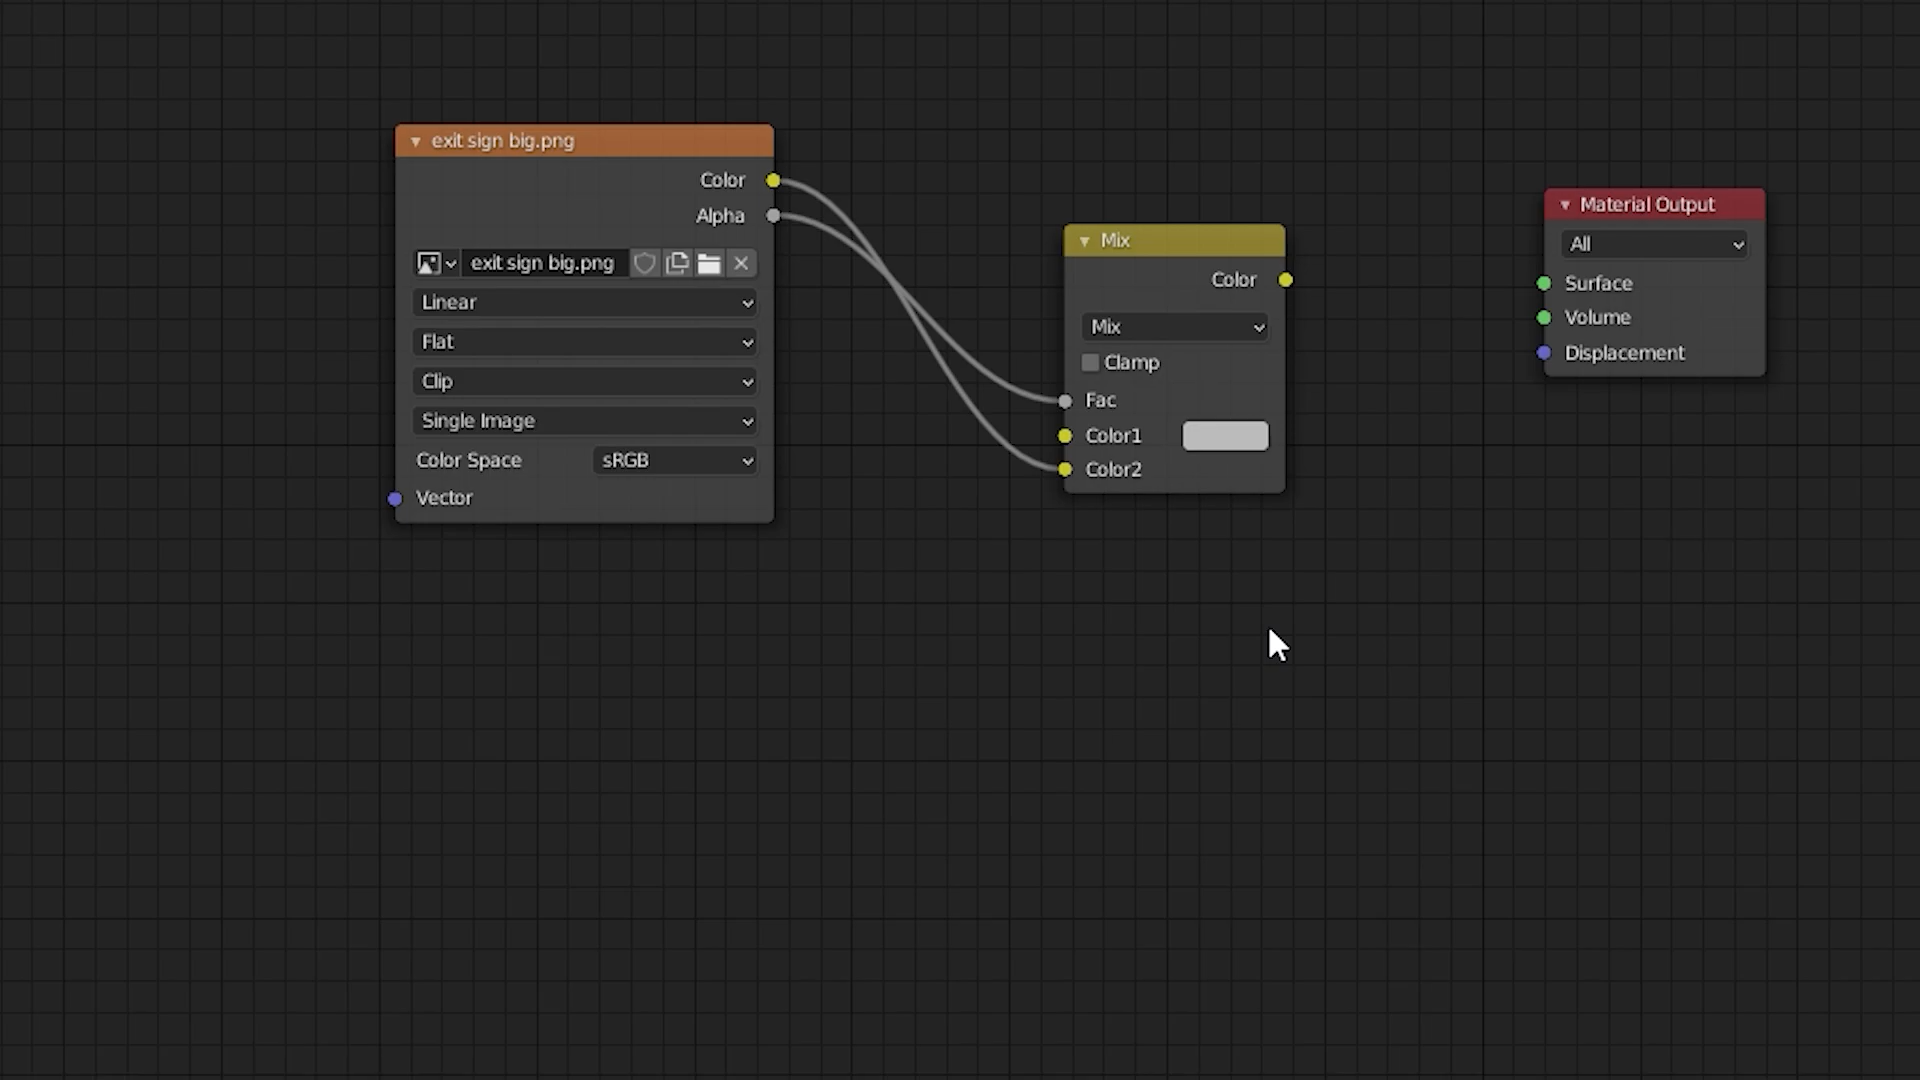 exit sign big.png
Color
Alpha
exit sign big.png
Linear
Flat
Clip
Single Image
Color Space sRGB
Vector
Mix
Color
Mix
Clamp
Fac
Color1
Color2
Material Output
All
Surface
Volume
Displacement